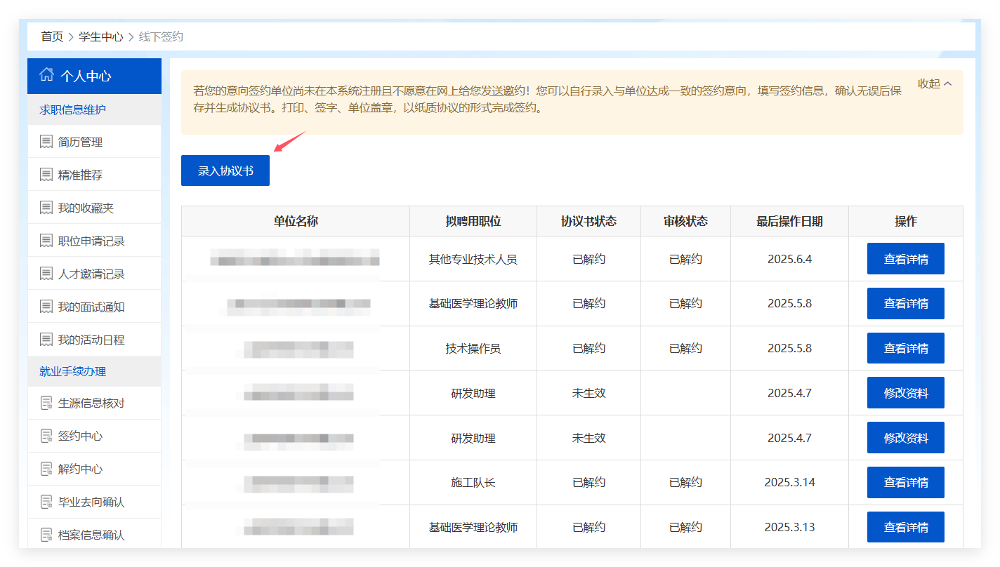 首页 > 学生中心 > 线下签约
个人中心
求职信息维护
简历管理
精准推荐
我的收藏夹
职位申请记录
人才邀请记录
我的面试通知
我的活动日程
就业手续办理
生源信息核对
签约中心
解约中心
毕业去向确认
档案信息确认
若您的意向签约单位尚未在本系统注册且不愿意在网上给您发送邀约！您可以自行录入与单位达成一致的签约意向，填写签约信息，确认无误后保
存并生成协议书。打印、签字、单位盖章，以纸质协议的形式完成签约。
收起
录入协议书
单位名称 拟聘用职位 协议书状态 审核状态 最后操作日期 操作
其他专业技术人员 已解约 已解约 2025.6.4 查看详情
基础医学理论教师 已解约 已解约 2025.5.8 查看详情
技术操作员 已解约 已解约 2025.5.8 查看详情
研发助理 未生效 2025.4.7 修改资料
研发助理 未生效 2025.4.7 修改资料
施工队长 已解约 已解约 2025.3.14 查看详情
基础医学理论教师 已解约 已解约 2025.3.13 查看详情